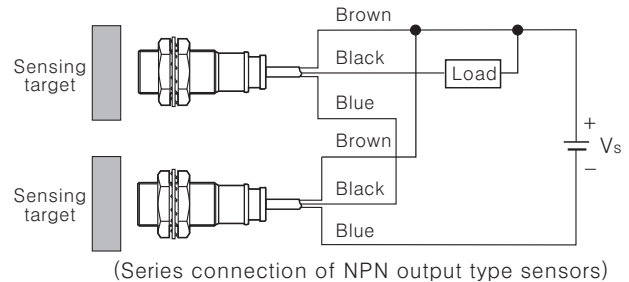 Brown
Black
Load
Blue
Sensing
target
Brown
Black
Blue
Sensing
target
+
Vs
−
(Series connection of NPN output type sensors)